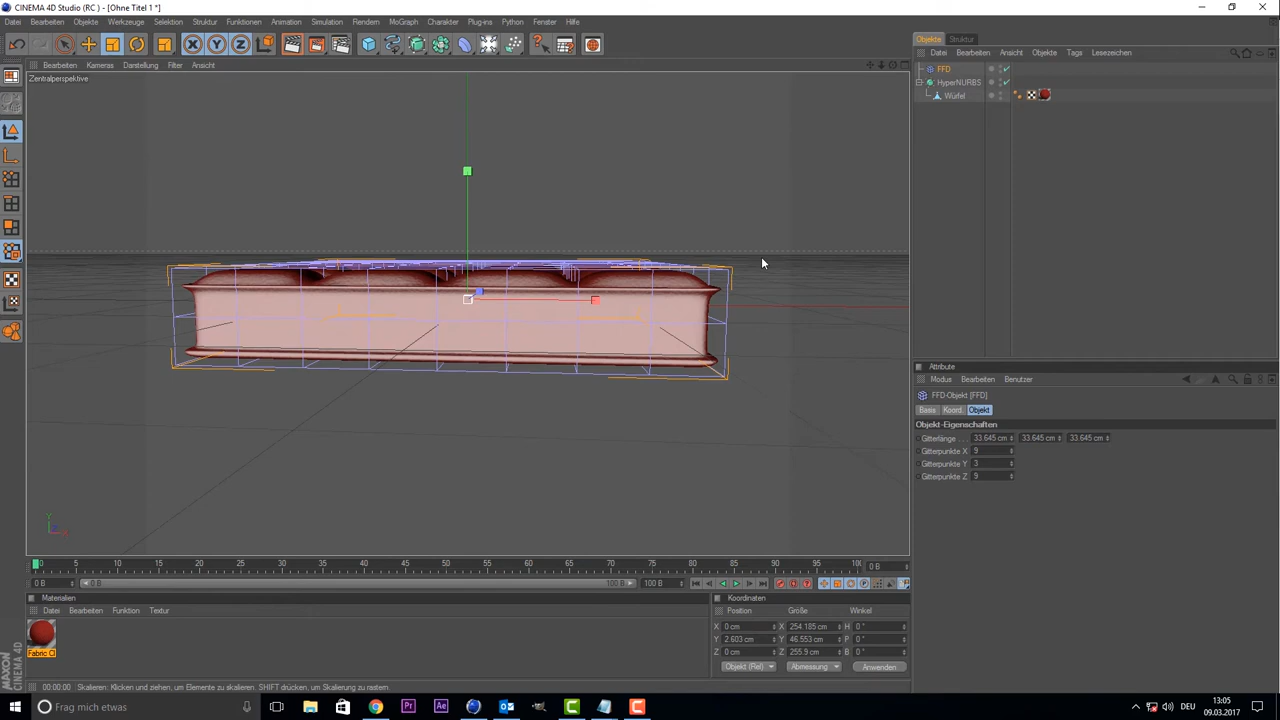 CINEMA 4D Studio (RC ) - [Ohne Titel 1 *]
Datei Bearbeiten Objekte Werkzeuge Selektion Struktur Funktionen Animation Simulation Rendern MoGraph Charakter Plug-ins Python Fenster Hilfe
Objekte Struktur
Datei Bearbeiten Ansicht Objekte Tags Lesezeichen
Bearbeiten Kameras Darstellung Filter Ansicht
FFD
HyperNURBS
Würfel
Zentralperspektive
Attribute
Modus Bearbeiten Benutzer
FFD-Objekt [FFD]
Basis Koord. Objekt
Objekt-Eigenschaften
Gitterlänge . . . 33.645 cm 33.645 cm 33.645 cm
Gitterpunkte X 9
Gitterpunkte Y 3
Gitterpunkte Z 9
Y
Z
X
0 5 10 15 20 25 30 35 40 45 50 55 60 65 70 75 80 85 90 95 100 0 B
0 B 0 B 100 B 100 B
Materialien
Datei Bearbeiten Funktion Textur
Fabric Cl
Koordinaten
Position Größe Winkel
X 0 cm X 254.185 cm H 0 °
Y 2.603 cm Y 46.553 cm P 0 °
Z 0 cm Z 255.9 cm B 0 °
Objekt (Rel) Abmessung Anwenden
MAXON CINEMA 4D
00:00:00 Skalieren: Klicken und ziehen, um Elemente zu skalieren. SHIFT drücken, um Skalierung zu rastern
Frag mich etwas
Pr Ae DEU
13:05
09.03.2017